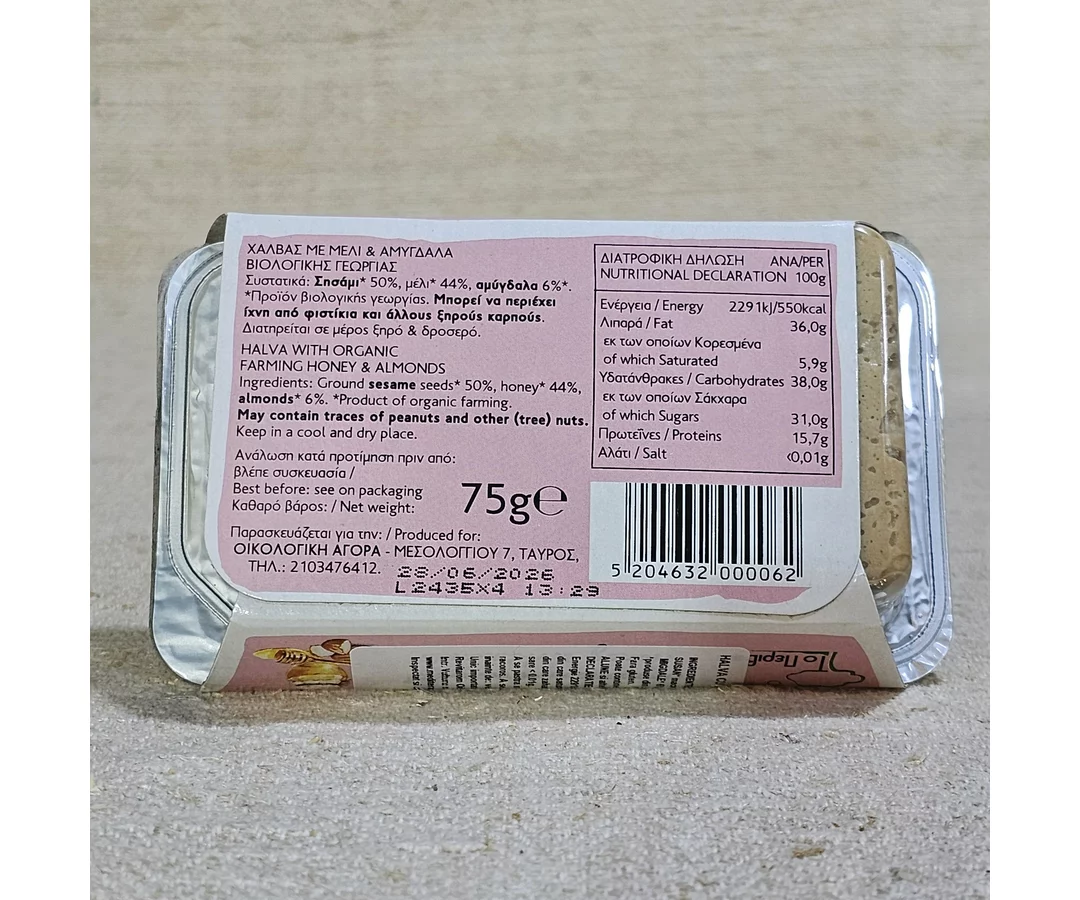 ΧΑΛΒΑΣ ΜΕ ΜΕΛΙ & ΑΜΥΓΔΑΛΑ
ΒΙΟΛΟΓΙΚΗΣ ΓΕΩΡΓΙΑΣ
Συστατικά: Σησάμι* 50%, μέλι* 44%, αμύγδαλα 6%*.
*Προϊόν βιολογικής γεωργίας. Μπορεί να περιέχει
ίχνη από φιστίκια και άλλους ξηρούς καρπούς.
Διατηρείται σε μέρος ξηρό & δροσερό.
HALVA WITH ORGANIC
FARMING HONEY & ALMONDS
Ingredients: Ground sesame seeds* 50%, honey* 44%,
almonds* 6%. *Product of organic farming.
May contain traces of peanuts and other (tree) nuts.
Keep in a cool and dry place.
Ανάλωση κατά προτίμηση πριν από:
βλέπε συσκευασία /
Best before: see on packaging
Καθαρό βάρος: / Net weight:
75g℮
Παρασκευάζεται για την: / Produced for:
ΟΙΚΟΛΟΓΙΚΗ ΑΓΟΡΑ - ΜΕΣΟΛΟΓΓΙΟΥ 7, ΤΑΥΡΟΣ,
ΤΗΛ.: 2103476412.
28/06/2026
L2435X4 13:29
ΔΙΑΤΡΟΦΙΚΗ ΔΗΛΩΣΗ ΑΝΑ/PER
NUTRITIONAL DECLARATION 100g
Ενέργεια / Energy 2291kJ/550kcal
Λιπαρά / Fat 36,0g
εκ των οποίων Κορεσμένα
of which Saturated 5,9g
Υδατάνθρακες / Carbohydrates 38,0g
εκ των οποίων Σάκχαρα
of which Sugars 31,0g
Πρωτεΐνες / Proteins 15,7g
Αλάτι / Salt <0,01g
5 204632 000062